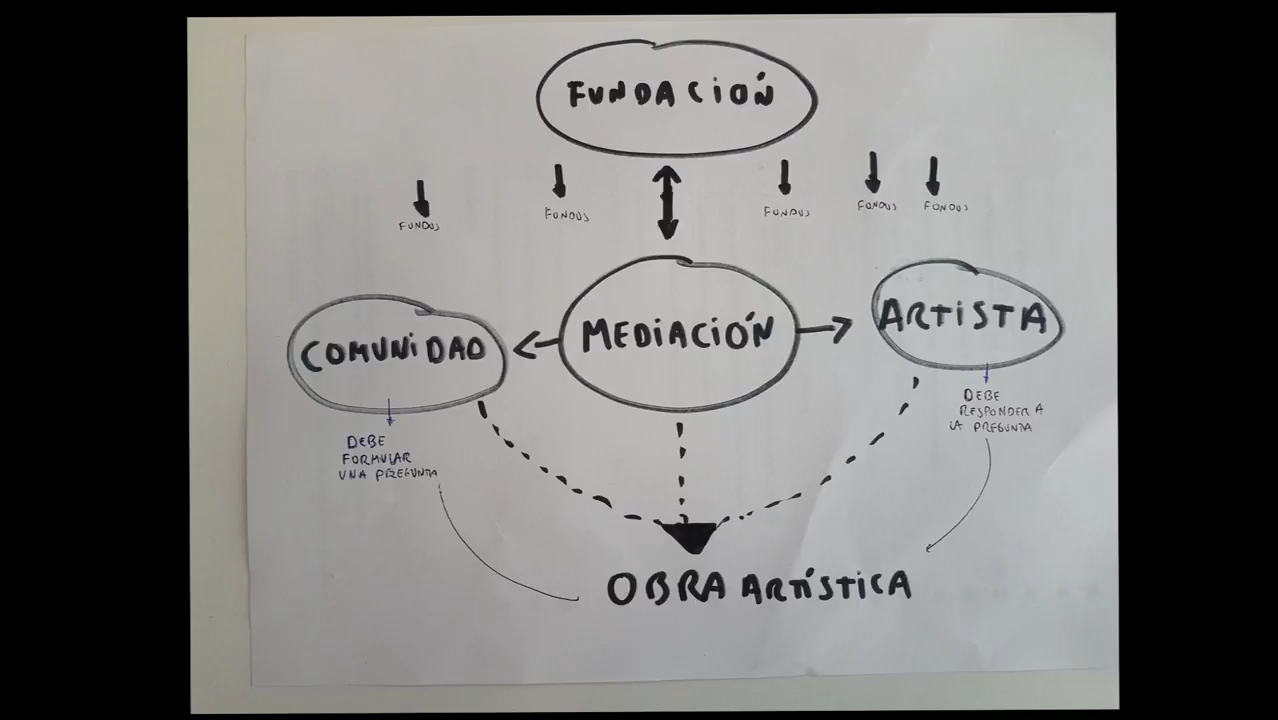 FUNDACIÓN
FONDOS
FONDOS
FONDOS
FONDOS
FONDOS
COMUNIDAD
MEDIACIÓN
ARTISTA
DEBE
FORMULAR
UNA PREGUNTA
DEBE
RESPONDER A
LA PREGUNTA
OBRA ARTÍSTICA